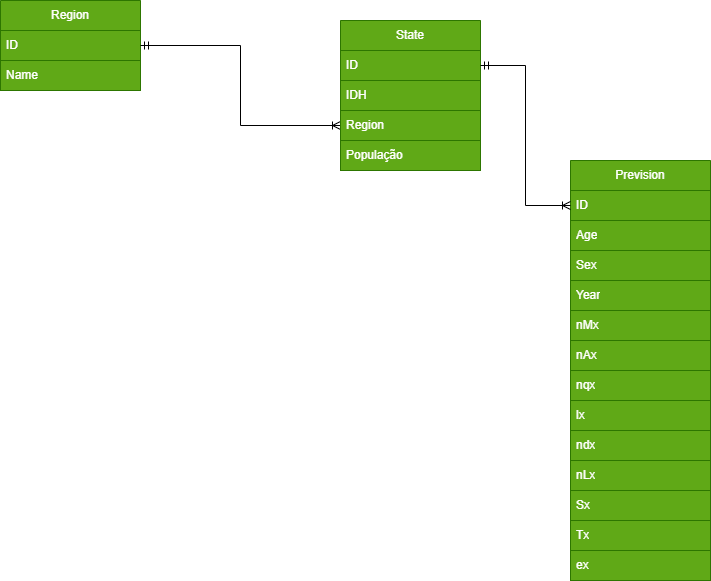 Region
ID
Name
State
ID
IDH
Region
População
Prevision
ID
Age
Sex
Year
nMx
nAx
nqx
lx
ndx
nLx
Sx
Tx
ex